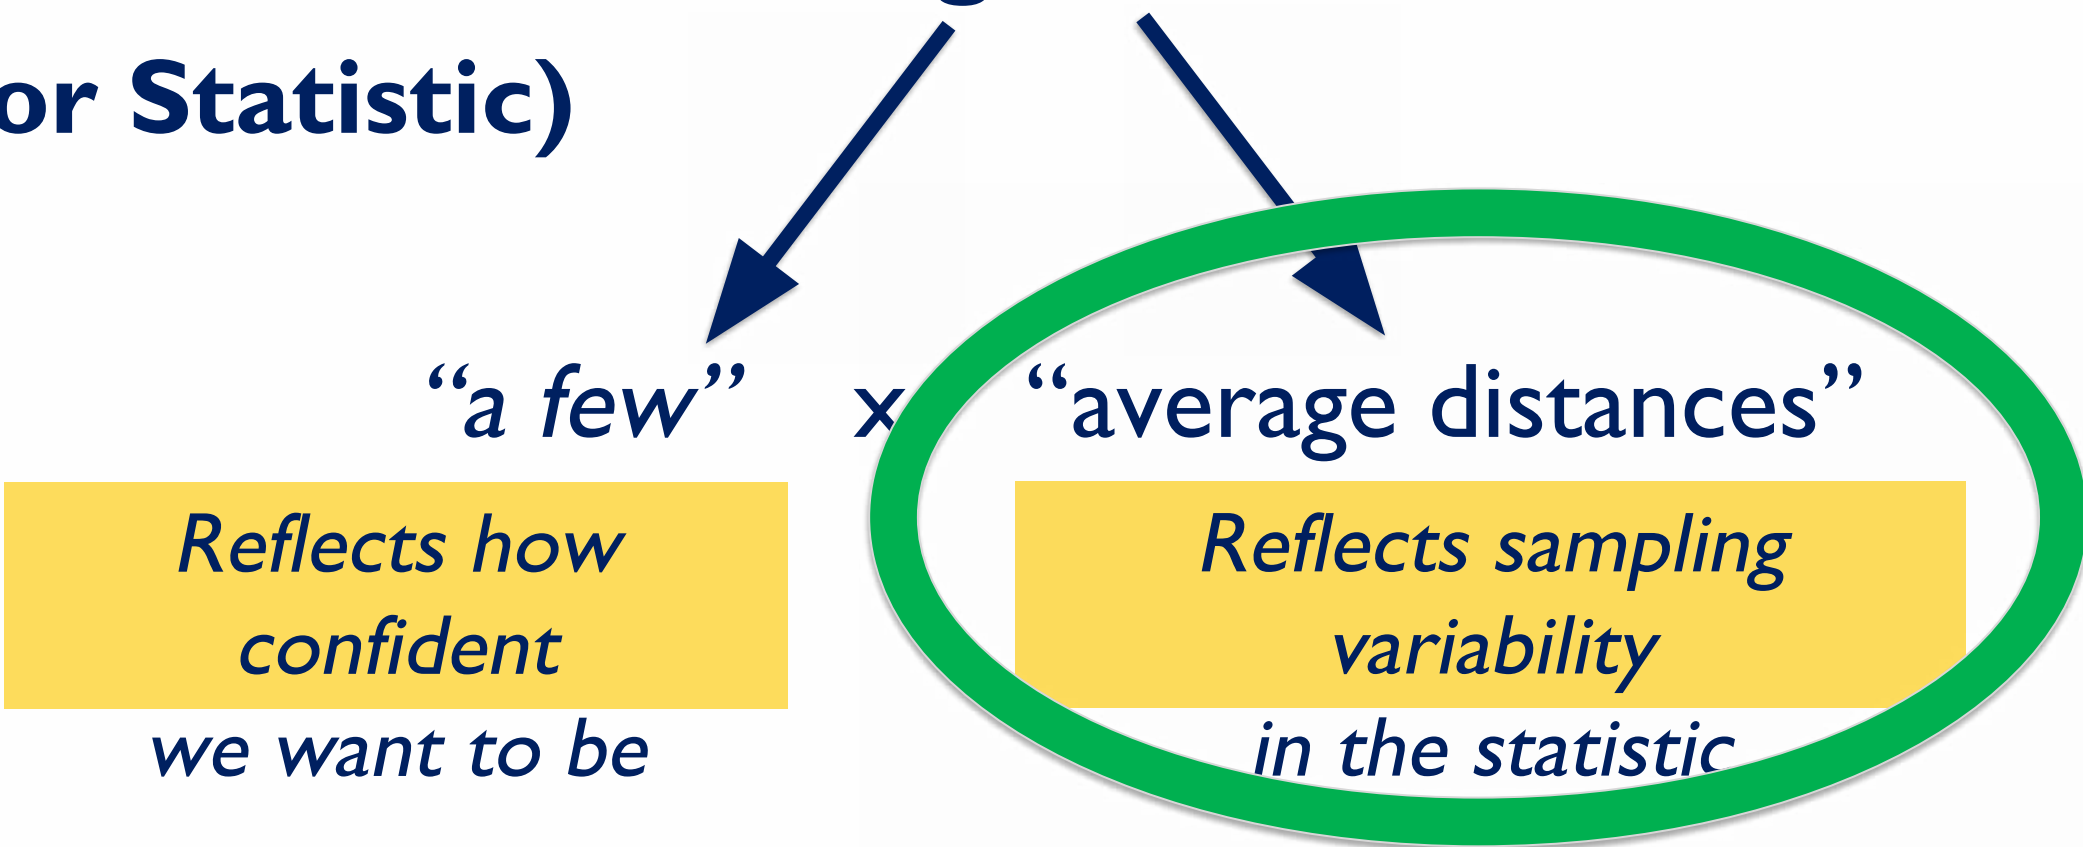 or Statistic)
“a few” x “average distances”
Reflects how
confident
we want to be
Reflects sampling
variability
in the statistic